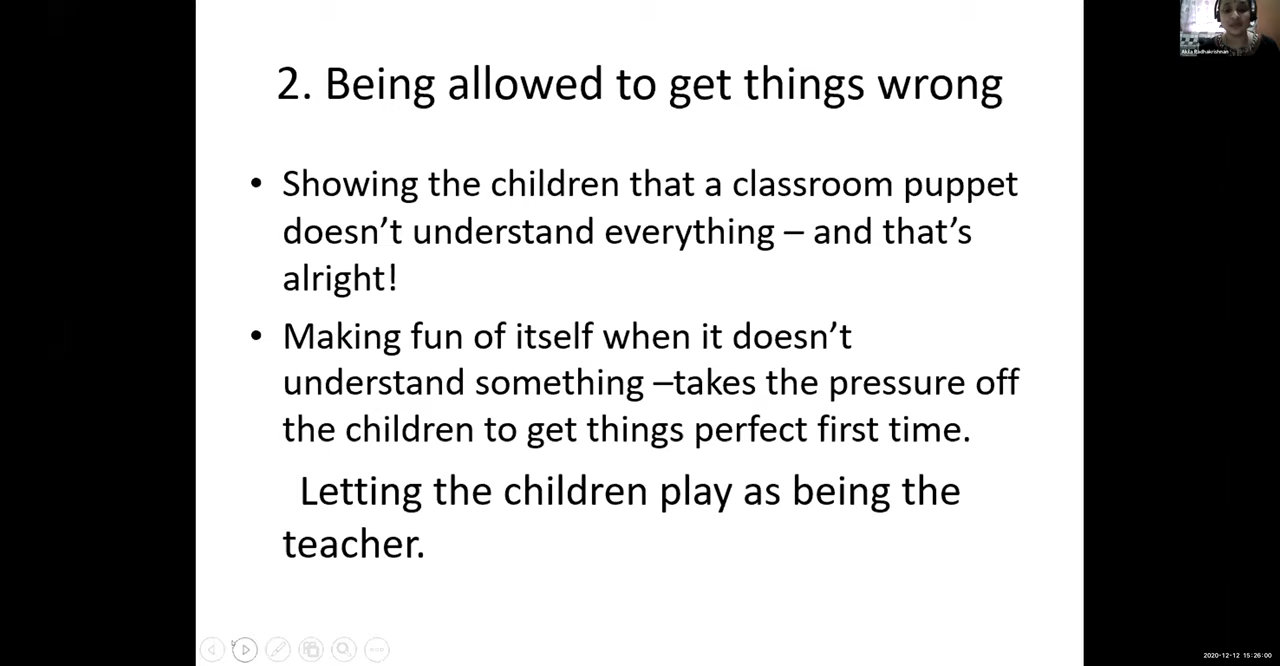 2. Being allowed to get things wrong
• Showing the children that a classroom puppet
doesn’t understand everything – and that’s
alright!
• Making fun of itself when it doesn’t
understand something –takes the pressure off
the children to get things perfect first time.
Letting the children play as being the
teacher.
Akila Radhakrishnan
2020-12-12 15:26:00